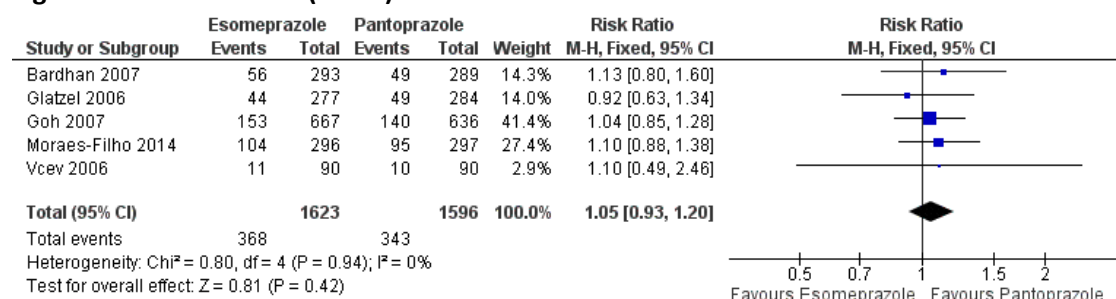 Esomeprazole Pantoprazole Risk Ratio Risk Ratio
Study or Subgroup Events Total Events Total Weight M-H, Fixed, 95% CI M-H, Fixed, 95% CI
Bardhan 2007 56 293 49 289 14.3% 1.13 [0.80, 1.60]
Glatzel 2006 44 277 49 284 14.0% 0.92 [0.63, 1.34]
Goh 2007 153 667 140 636 41.4% 1.04 [0.85, 1.28]
Moraes-Filho 2014 104 296 95 297 27.4% 1.10 [0.88, 1.38]
Vcev 2006 11 90 10 90 2.9% 1.10 [0.49, 2.46]
Total (95% CI) 1623 1596 100.0% 1.05 [0.93, 1.20]
Total events 368 343
Heterogeneity: Chi² = 0.80, df = 4 (P = 0.94); I² = 0%
Test for overall effect: Z = 0.81 (P = 0.42)
0.5 0.7 1 1.5 2
Favours Esomeprazole Favours Pantoprazole